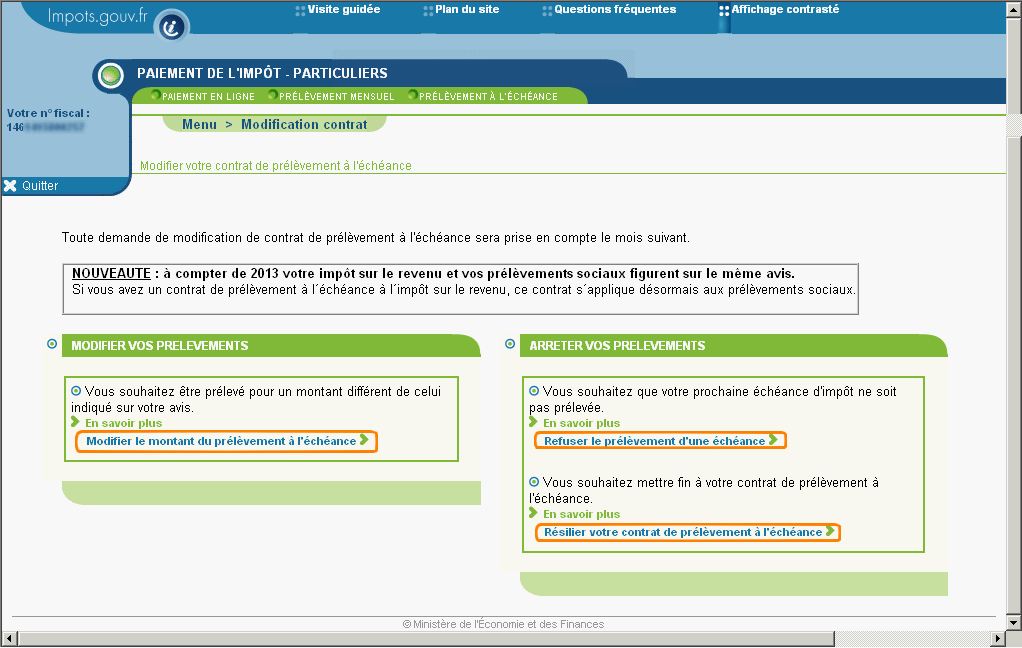 Impots.gouv.fr
Visite guidée
Plan du site
Questions fréquentes
Affichage contrasté
PAIEMENT DE L'IMPÔT - PARTICULIERS
PAIEMENT EN LIGNE
PRÉLÈVEMENT MENSUEL
PRÉLÈVEMENT À L'ÉCHÉANCE
Votre n° fiscal :
146
Menu > Modification contrat
Modifier votre contrat de prélèvement à l'échéance
Quitter
Toute demande de modification de contrat de prélèvement à l'échéance sera prise en compte le mois suivant.
NOUVEAUTE : à compter de 2013 votre impôt sur le revenu et vos prélèvements sociaux figurent sur le même avis.
Si vous avez un contrat de prélèvement à l´échéance à l´impôt sur le revenu, ce contrat s´applique désormais aux prélèvements sociaux.
MODIFIER VOS PRELEVEMENTS
Vous souhaitez être prélevé pour un montant différent de celui
indiqué sur votre avis.
En savoir plus
Modifier le montant du prélèvement à l'échéance
ARRETER VOS PRELEVEMENTS
Vous souhaitez que votre prochaine échéance d'impôt ne soit
pas prélevée.
En savoir plus
Refuser le prélèvement d'une échéance
Vous souhaitez mettre fin à votre contrat de prélèvement à
l'échéance.
En savoir plus
Résilier votre contrat de prélèvement à l'échéance
© Ministère de l'Économie et des Finances